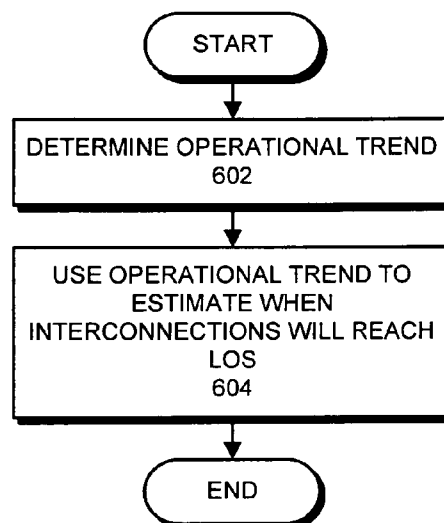 START
DETERMINE OPERATIONAL TREND
602
USE OPERATIONAL TREND TO
ESTIMATE WHEN
INTERCONNECTIONS WILL REACH
LOS
604
END